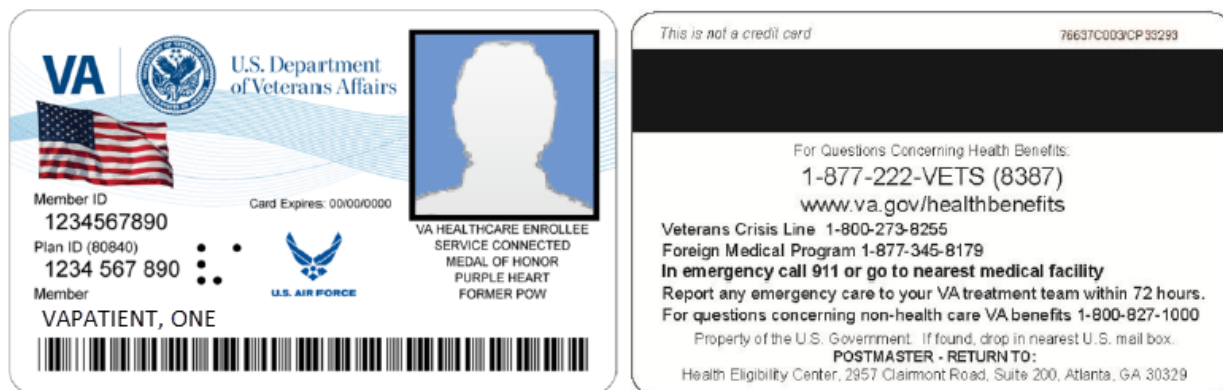 VA
U.S. Department
of Veterans Affairs
Member ID
1234567890
Card Expires: 00/00/0000
Plan ID (80840)
1234 567 890
U.S. AIR FORCE
Member
VAPATIENT, ONE
VA HEALTHCARE ENROLLEE
SERVICE CONNECTED
MEDAL OF HONOR
PURPLE HEART
FORMER POW
This is not a credit card
76637C003/CP33293
For Questions Concerning Health Benefits:
1-877-222-VETS (8387)
www.va.gov/healthbenefits
Veterans Crisis Line 1-800-273-8255
Foreign Medical Program 1-877-345-8179
In emergency call 911 or go to nearest medical facility
Report any emergency care to your VA treatment team within 72 hours.
For questions concerning non-health care VA benefits 1-800-827-1000
Property of the U.S. Government. If found, drop in nearest U.S. mail box.
POSTMASTER - RETURN TO:
Health Eligibility Center, 2957 Clairmont Road, Suite 200, Atlanta, GA 30329